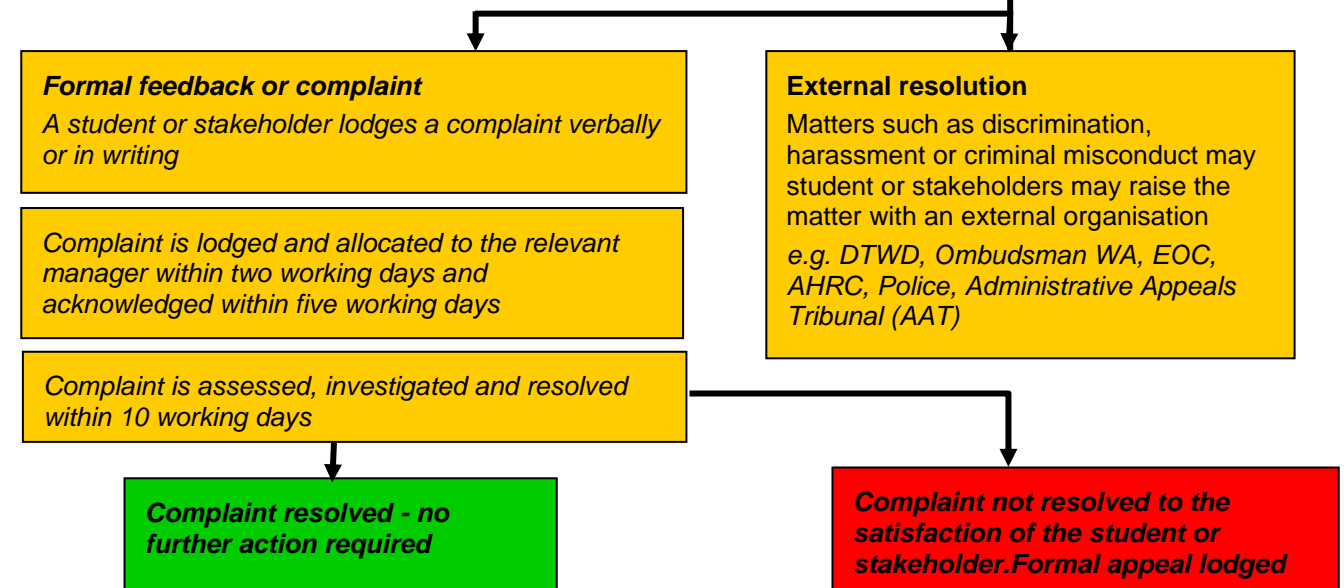 Formal feedback or complaint
A student or stakeholder lodges a complaint verbally
or in writing
Complaint is lodged and allocated to the relevant
manager within two working days and
acknowledged within five working days
Complaint is assessed, investigated and resolved
within 10 working days
External resolution
Matters such as discrimination,
harassment or criminal misconduct may
student or stakeholders may raise the
matter with an external organisation
e.g. DTWD, Ombudsman WA, EOC,
AHRC, Police, Administrative Appeals
Tribunal (AAT)
Complaint resolved - no
further action required
Complaint not resolved to the
satisfaction of the student or
stakeholder.Formal appeal lodged